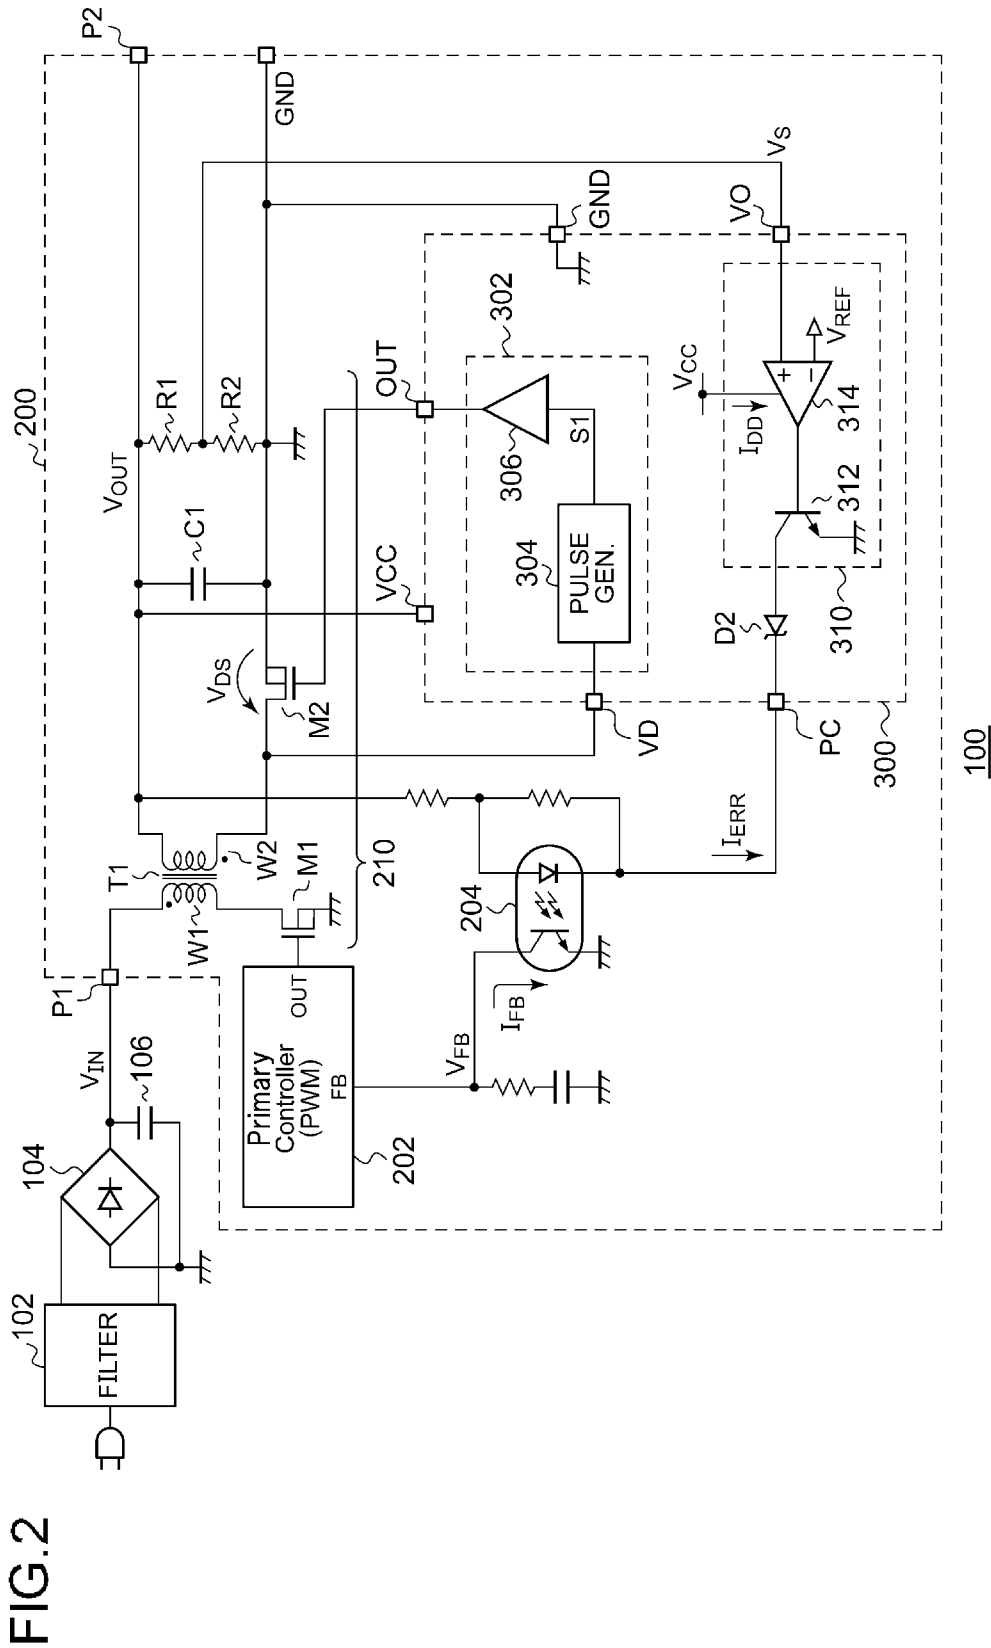 FIG.2
100
200
102
FILTER
104
106
VIN
P1
T1
W1
W2
M1
210
Primary
Controller
(PWM)
OUT
FB
202
VFB
IFB
204
IERR
VOUT
C1
R1
R2
P2
GND
VDS
M2
VCC
OUT
GND
302
306
S1
304
PULSE
GEN.
VD
PC
300
D2
310
312
314
IDD
VCC
VREF
VO
VS
+
−